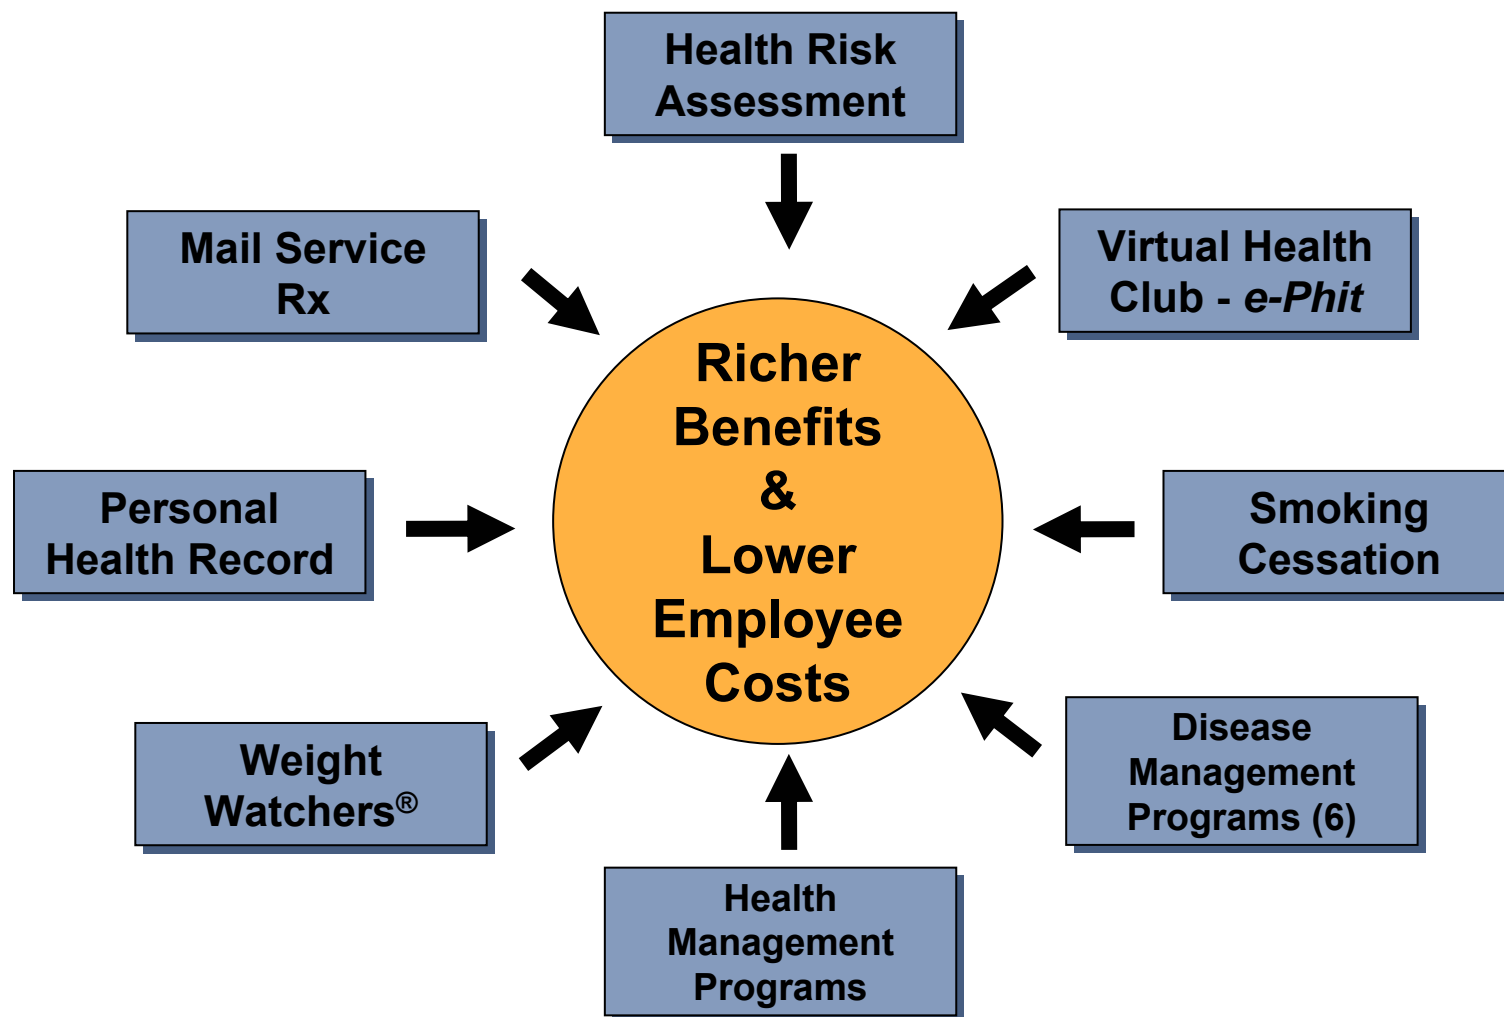 Health Risk
Assessment
Mail Service
Rx
Virtual Health
Club - e-Phit
Richer
Benefits
&
Lower
Employee
Costs
Personal
Health Record
Smoking
Cessation
Weight
Watchers®
Disease
Management
Programs (6)
Health
Management
Programs